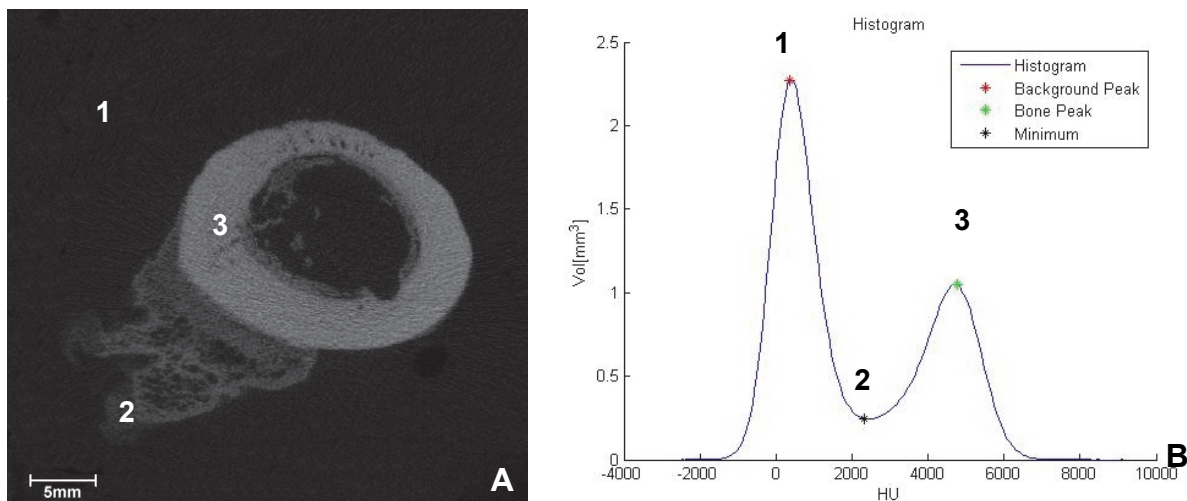 1
3
2
5mm
A
Histogram
1
2.5
Histogram
Background Peak
Bone Peak
Minimum
2
1.5
3
Vol[mm³]
1
2
0.5
0
-4000 -2000 0 2000 4000 6000 8000 10000
HU
B